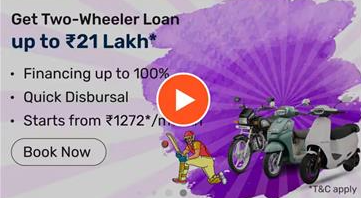 Get Two-Wheeler Loan
up to ₹21 Lakh*
• Financing up to 100%
• Quick Disbursal
• Starts from ₹1272*/
Book Now
*T&C apply